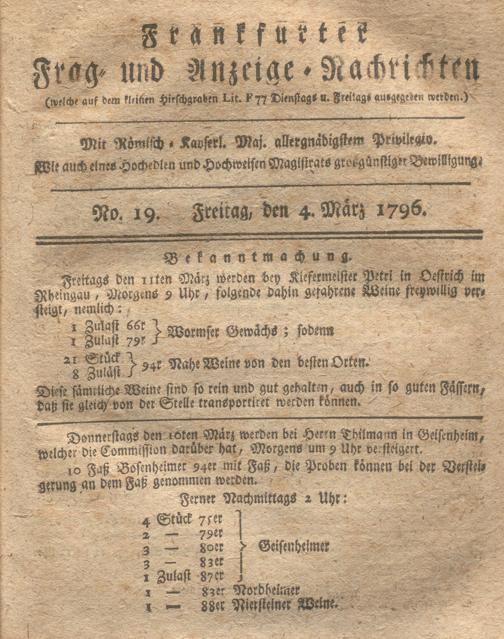 Frankfurter
Frag- und Anzeige-Nachrichten
(welche auf dem kleinen Hirschgraben Lit. F 77 Dienstags u. Freitags ausgegeben werden.)
Mit Römisch-Kayserl. Maj. allergnädigstem Privilegio.
Wie auch eines Hochedlen und Hochweisen Magistrats grosgünstiger Bewilligung.
No. 19. Freitag, den 4. März 1796.
Bekanntmachung.
Freitags den 11ten März werden bey Kiefermeister Petri in Oestrich im
Rheingau, Morgens 9 Uhr, folgende dahin gefahrene Weine freywillig ver-
steigt, nemlich:
1 Zulast 66r
1 Zulast 79r } Wormser Gewächs; sodenn
21 Stück
8 Zuläst } 94r Nahe Weine von den besten Orten.
Diese sämtliche Weine sind so rein und gut gehalten, auch in so guten Fässern,
daß sie gleich von der Stelle transportiret werden können.
Donnerstags den 10ten März werden bei Herrn Thilmann in Geisenheim,
welcher die Commission darüber hat, Morgens um 9 Uhr versteigert.
10 Faß Bosenheimer 94er mit Faß, die Proben können bei der Verstei-
gerung an dem Faß genommen werden.
Ferner Nachmittags 2 Uhr:
4 Stück 75er
2 — 79er
3 — 80er } Geisenheimer
3 — 83er
1 Zulast 87er
1 — 83er Nordheimer
1 — 88er Niersteiner Weine.